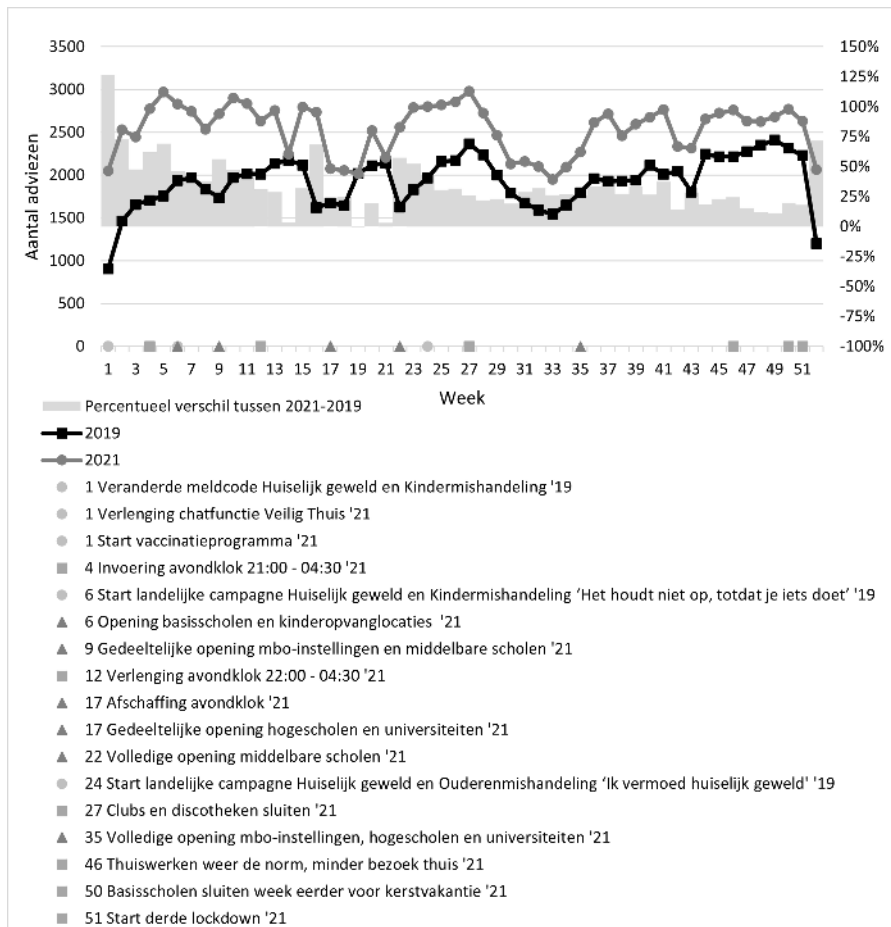 3500
3000
2500
2000
1500
1000
500
0
Aantal adviezen
150%
125%
100%
75%
50%
25%
0%
-25%
-50%
-75%
-100%
1 3 5 7 9 11 13 15 17 19 21 23 25 27 29 31 33 35 37 39 41 43 45 47 49 51
Week
Percentueel verschil tussen 2021-2019
2019
2021
1 Veranderde meldcode Huiselijk geweld en Kindermishandeling '19
1 Verlenging chatfunctie Veilig Thuis '21
1 Start vaccinatieprogramma '21
4 Invoering avondklok 21:00 - 04:30 '21
6 Start landelijke campagne Huiselijk geweld en Kindermishandeling ‘Het houdt niet op, totdat je iets doet’ '19
6 Opening basisscholen en kinderopvanglocaties '21
9 Gedeeltelijke opening mbo-instellingen en middelbare scholen '21
12 Verlenging avondklok 22:00 - 04:30 '21
17 Afschaffing avondklok '21
17 Gedeeltelijke opening hogescholen en universiteiten '21
22 Volledige opening middelbare scholen '21
24 Start landelijke campagne Huiselijk geweld en Ouderenmishandeling ‘Ik vermoed huiselijk geweld' '19
27 Clubs en discotheken sluiten '21
35 Volledige opening mbo-instellingen, hogescholen en universiteiten '21
46 Thuiswerken weer de norm, minder bezoek thuis '21
50 Basisscholen sluiten week eerder voor kerstvakantie '21
51 Start derde lockdown '21